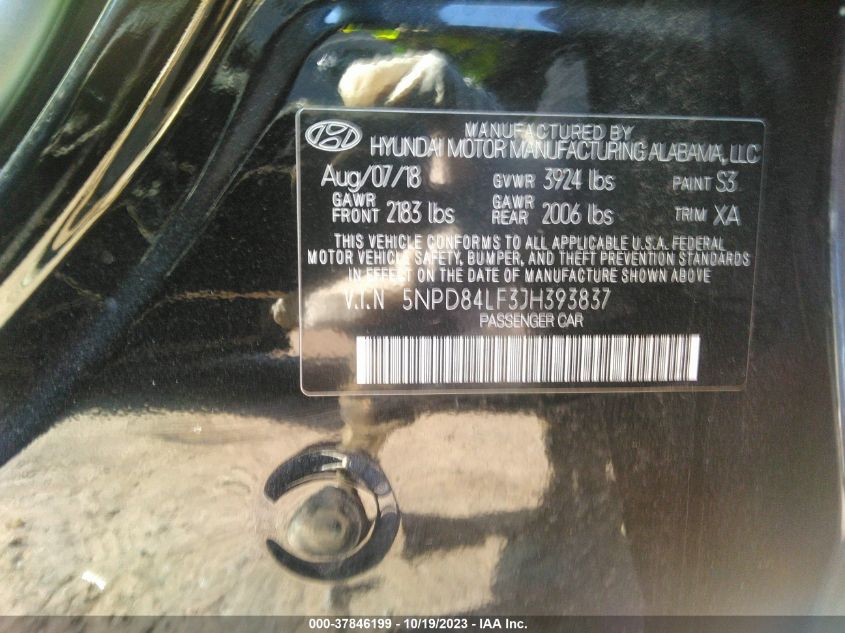 MANUFACTURED BY
HYUNDAI MOTOR MANUFACTURING ALABAMA, LLC
Aug/07/18 GVWR 3924 lbs PAINT S3
GAWR FRONT 2183 lbs GAWR REAR 2006 lbs TRIM XA
THIS VEHICLE CONFORMS TO ALL APPLICABLE U.S.A. FEDERAL
MOTOR VEHICLE SAFETY, BUMPER, AND THEFT PREVENTION STANDARDS
IN EFFECT ON THE DATE OF MANUFACTURE SHOWN ABOVE
V.I.N 5NPD84LF3JH393837
PASSENGER CAR
000-37846199 - 10/19/2023 - IAA Inc.